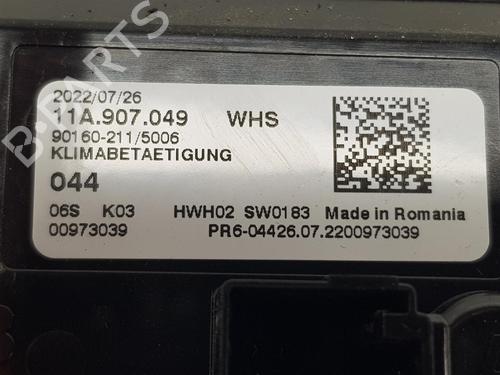 B-PARTS
2022/07/26
11A.907.049 WHS
90160-211/5006
KLIMABETAETIGUNG
044
06S K03 HWH02 SW0183 Made in Romania
00973039 PR6-04426.07.2200973039